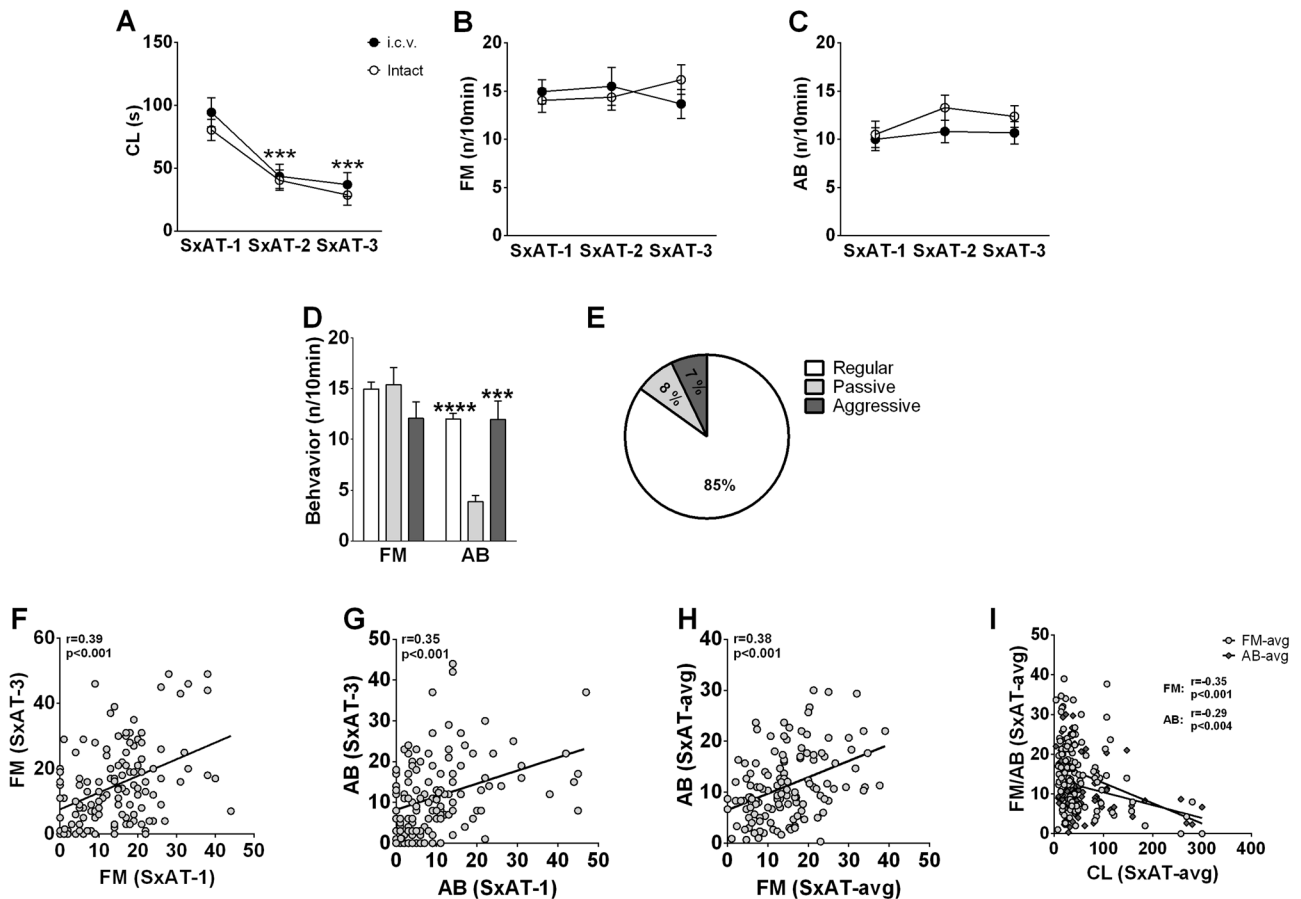 A
150
100
50
0
CL (s)
i.c.v.
Intact
***
***
SxAT-1 SxAT-2 SxAT-3
B
20
15
10
5
0
FM (n/10min)
SxAT-1 SxAT-2 SxAT-3
C
20
15
10
5
0
AB (n/10min)
SxAT-1 SxAT-2 SxAT-3
D
20
15
10
5
0
Behvavior (n/10min)
**** ***
FM AB
E
7 %
8 %
85%
Regular
Passive
Aggressive
F
r=0.39
p<0.001
60
40
20
0
FM (SxAT-3)
0 10 20 30 40 50
FM (SxAT-1)
G
r=0.35
p<0.001
50
40
30
20
10
0
AB (SxAT-3)
0 10 20 30 40 50
AB (SxAT-1)
H
r=0.38
p<0.001
40
30
20
10
0
AB (SxAT-avg)
0 10 20 30 40 50
FM (SxAT-avg)
I
50
40
30
20
10
0
FM/AB (SxAT-avg)
FM-avg
AB-avg
FM: r=-0.35
p<0.001
AB: r=-0.29
p<0.004
0 100 200 300 400
CL (SxAT-avg)